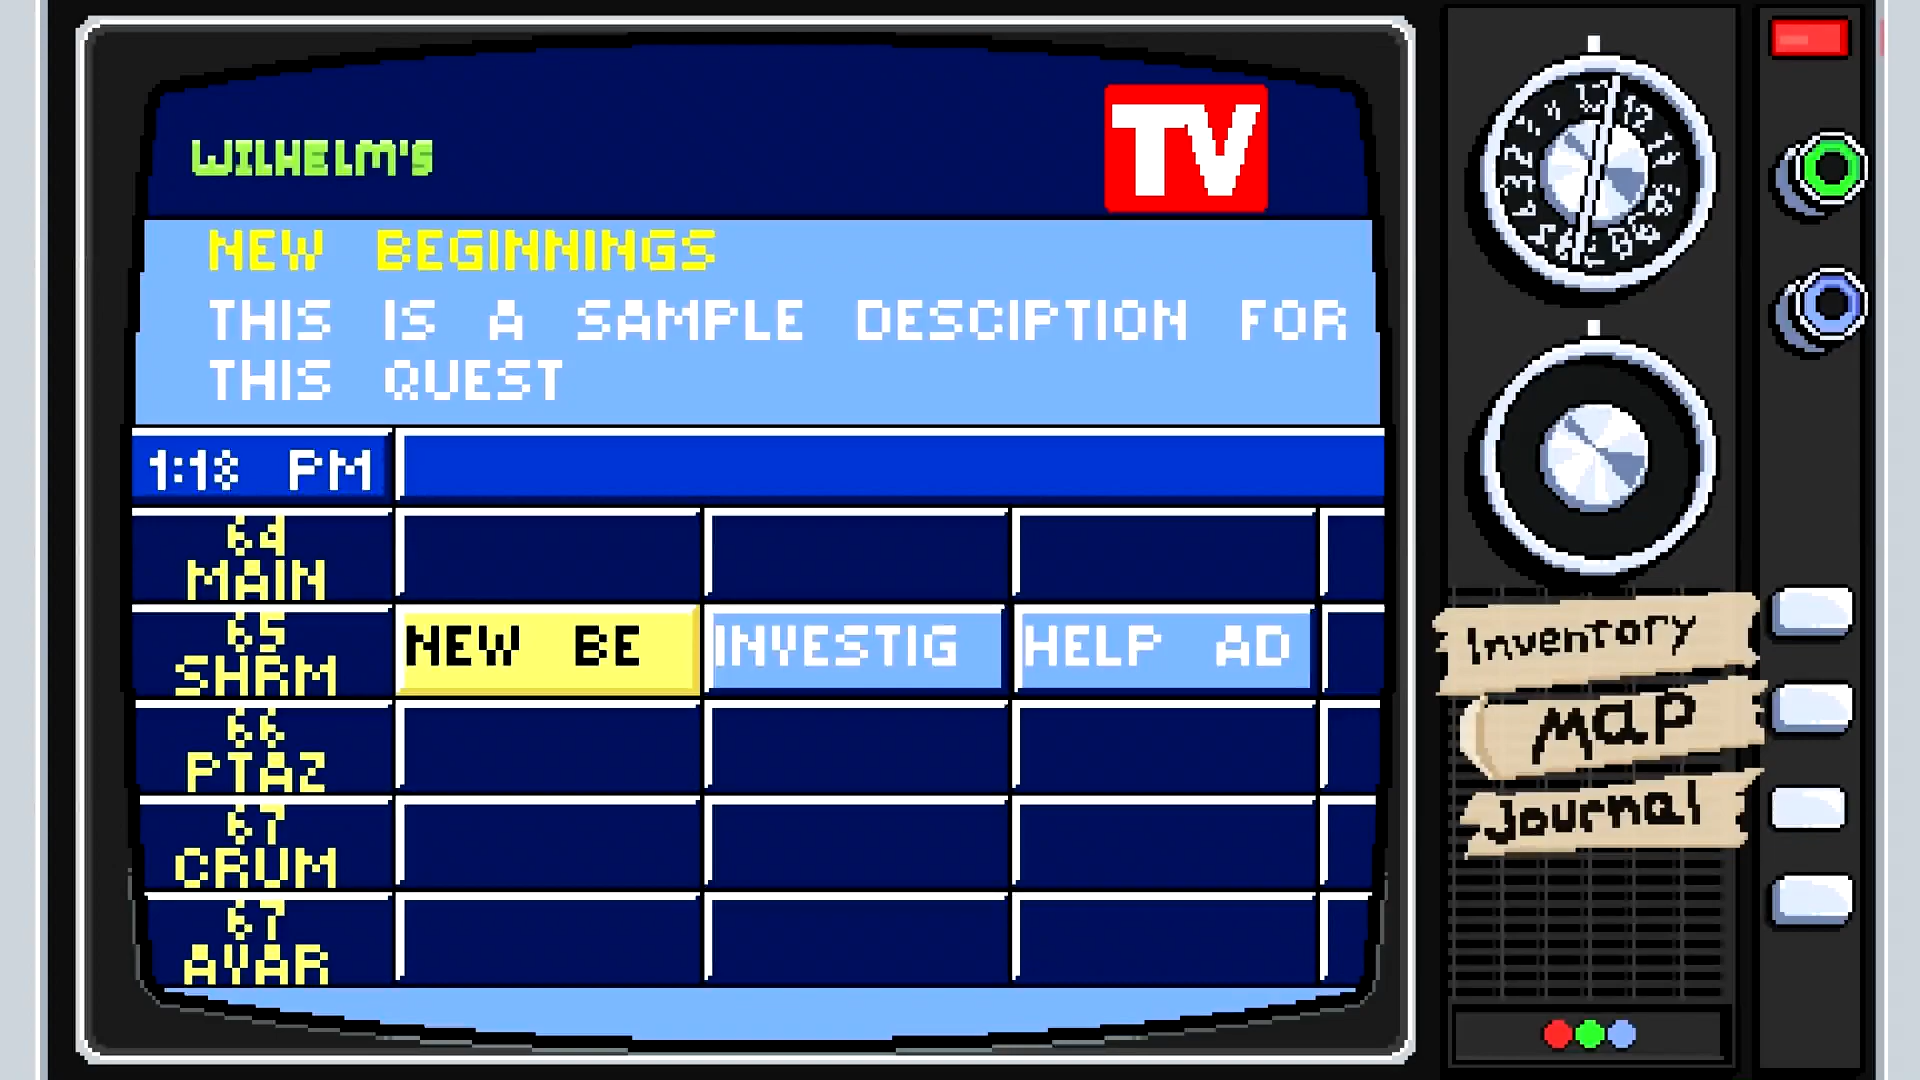 WILHELM'S
TV
NEW BEGINNINGS
THIS IS A SAMPLE DESCIPTION FOR
THIS QUEST
1:18 PM
64
MAIN
65
SHRM
NEW BE
INVESTIG
HELP AD
66
PTAZ
67
CRUM
67
AVAR
Inventory
Map
Journal